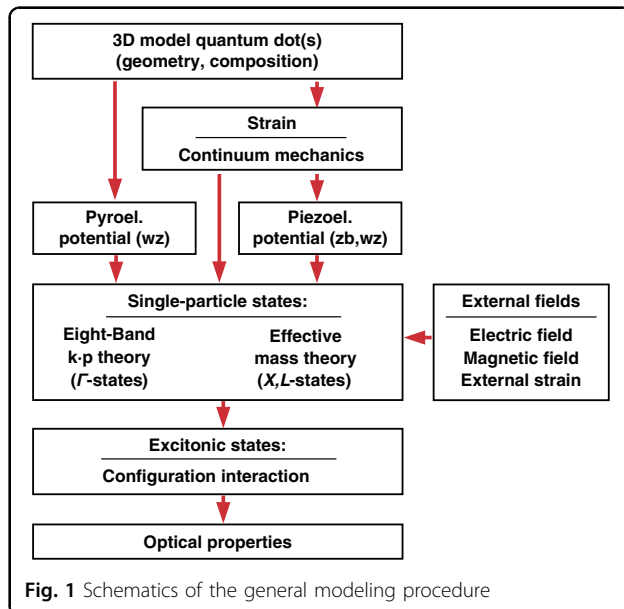 3D model quantum dot(s)
(geometry, composition)
Strain
Continuum mechanics
Pyroel.
potential (wz)
Piezoel.
potential (zb,wz)
Single-particle states:
Eight-Band
k·p theory
(Γ-states)
Effective
mass theory
(X,L-states)
External fields
Electric field
Magnetic field
External strain
Excitonic states:
Configuration interaction
Optical properties
Fig. 1 Schematics of the general modeling procedure